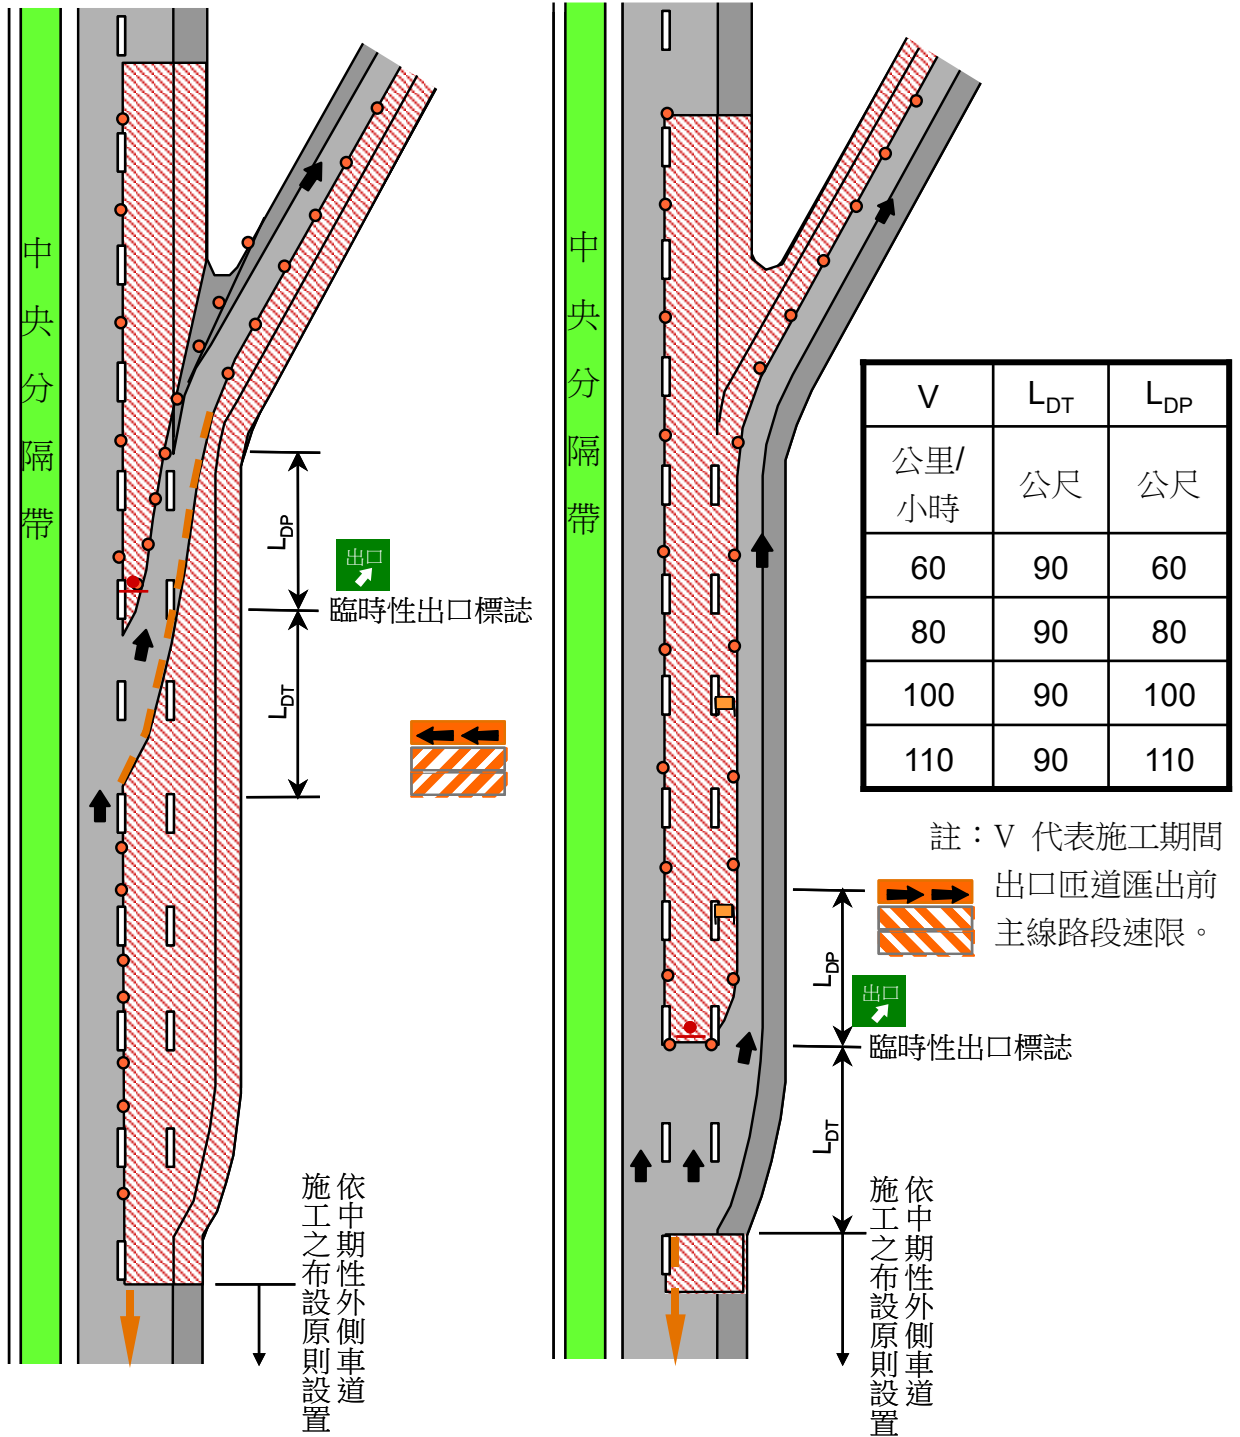 中央分隔帶
L_DP
出口
臨時性出口標誌
L_DT
依中期性外側車道
施工之布設原則設置
中央分隔帶
V L_DT L_DP
公里/小時 公尺 公尺
60 90 60
80 90 80
100 90 100
110 90 110
註：V 代表施工期間
出口匝道匯出前
主線路段速限。
L_DP
出口
臨時性出口標誌
L_DT
依中期性外側車道
施工之布設原則設置